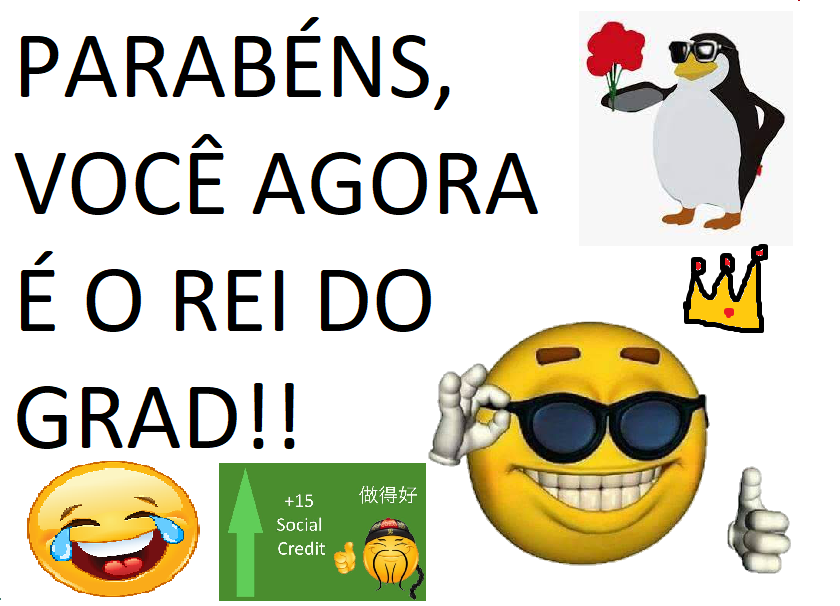 PARABÉNS,
VOCÊ AGORA
É O REI DO
GRAD!!
+15
Social
Credit
做得好